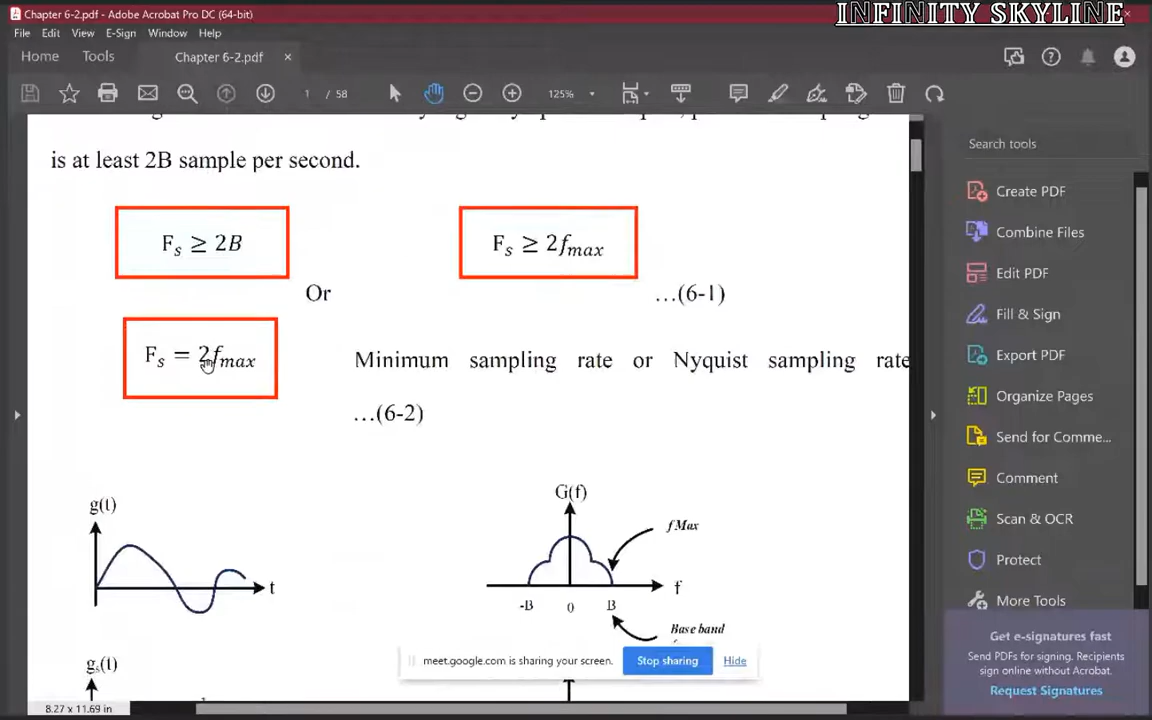 Chapter 6-2.pdf - Adobe Acrobat Pro DC (64-bit)
INFINITY SKYLINE
File Edit View E-Sign Window Help
Home Tools Chapter 6-2.pdf ×
1 / 58 125%
is at least 2B sample per second.
Fₛ ≥ 2B
Fₛ ≥ 2fₘₐₓ
Or
…(6-1)
Fₛ = 2fₘₐₓ
Minimum sampling rate or Nyquist sampling rate
…(6-2)
g(t)
t
G(f)
f Max
f
-B 0 B
Base band
gₛ(t)
meet.google.com is sharing your screen. Stop sharing Hide
8.27 x 11.69 in
Search tools
Create PDF
Combine Files
Edit PDF
Fill & Sign
Export PDF
Organize Pages
Send for Comme...
Comment
Scan & OCR
Protect
More Tools
Get e-signatures fast
Send PDFs for signing. Recipients
sign online without Acrobat.
Request Signatures